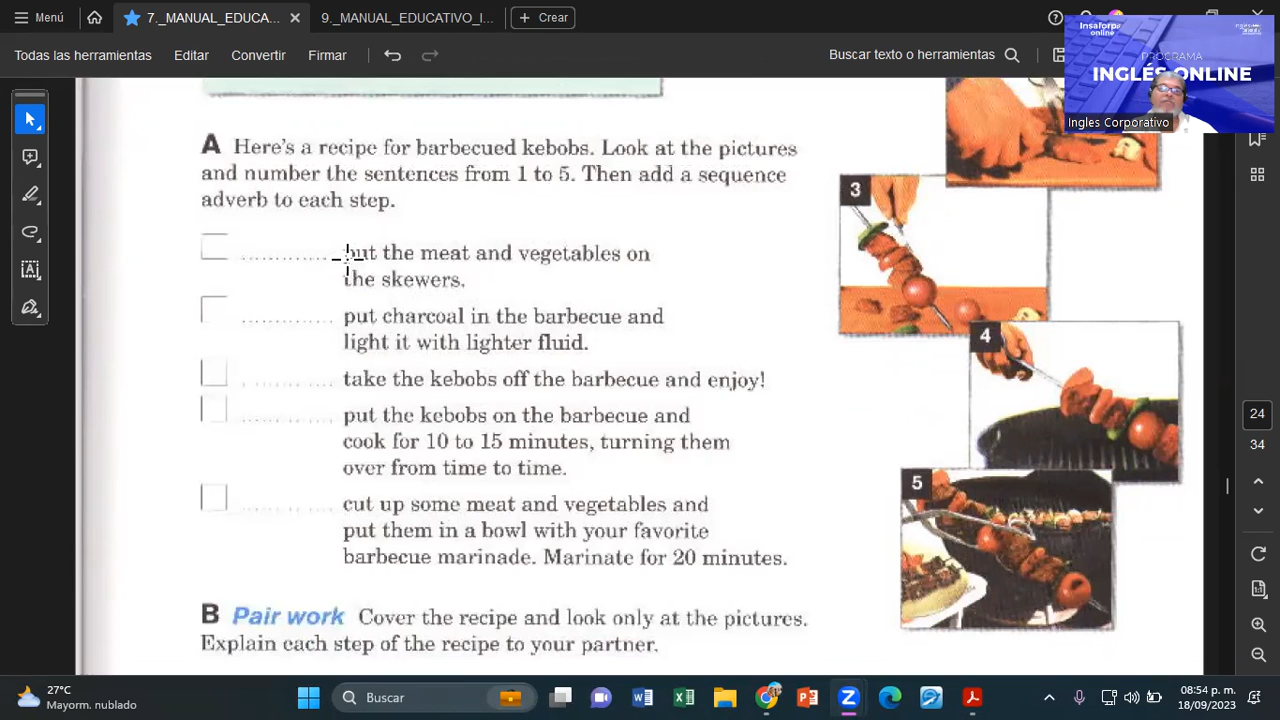 7._MANUAL_EDUCA...
9._MANUAL_EDUCATIVO_I...
Crear
Menú
Todas las herramientas
Editar
Convertir
Firmar
Buscar texto o herramientas
Insaforp
online
PROGRAMA
INGLÉS ONLINE
Ingles Corporativo
A Here's a recipe for barbecued kebobs. Look at the pictures
and number the sentences from 1 to 5. Then add a sequence
adverb to each step.
put the meat and vegetables on
the skewers.
put charcoal in the barbecue and
light it with lighter fluid.
take the kebobs off the barbecue and enjoy!
put the kebobs on the barbecue and
cook for 10 to 15 minutes, turning them
over from time to time.
cut up some meat and vegetables and
put them in a bowl with your favorite
barbecue marinade. Marinate for 20 minutes.
B Pair work Cover the recipe and look only at the pictures.
Explain each step of the recipe to your partner.
3
4
5
24
34
27°C
Mayorm. nublado
Buscar
08:54 p. m.
18/09/2023